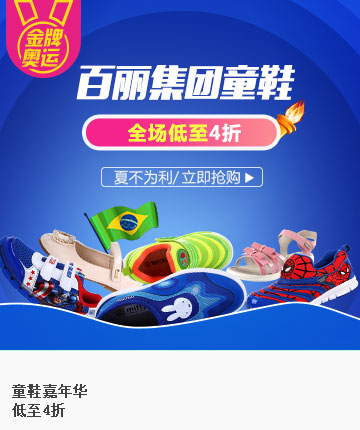 金牌
奥运
百丽集团童鞋
全场低至4折
夏不为利/立即抢购▶
童鞋嘉年华
低至4折